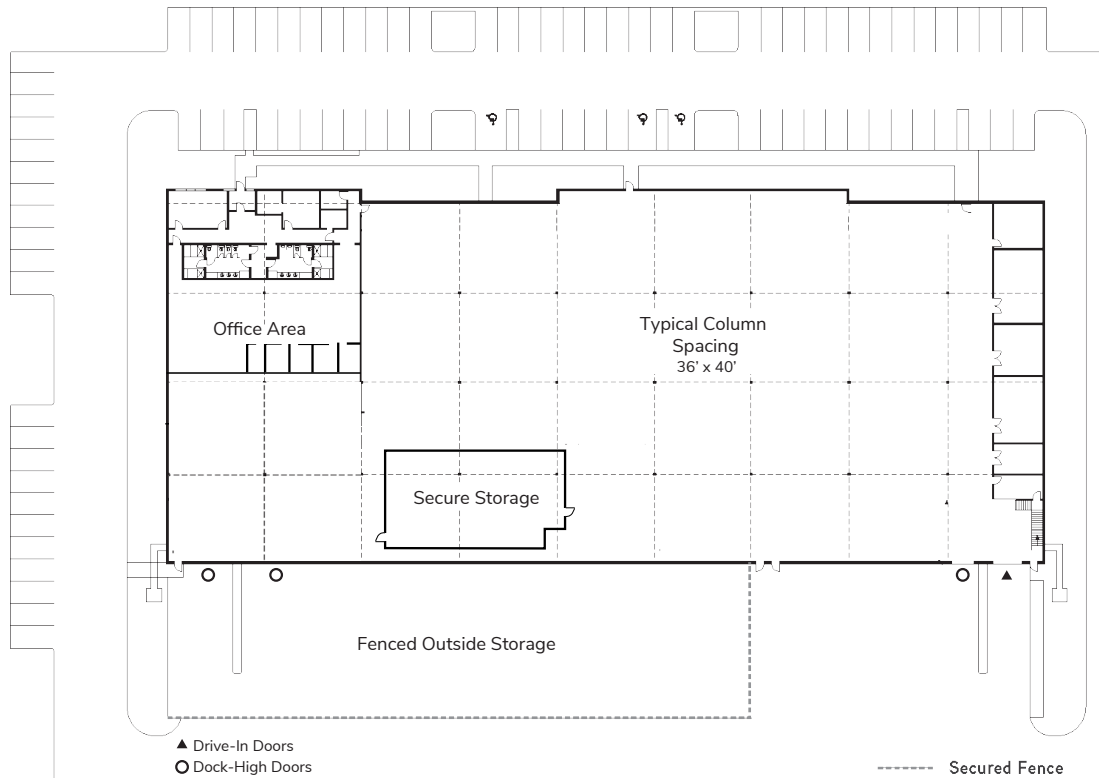 Typical Column
Spacing
36’ x 40’
Office Area
Secure Storage
Fenced Outside Storage
Drive-In Doors
Dock-High Doors
Secured Fence